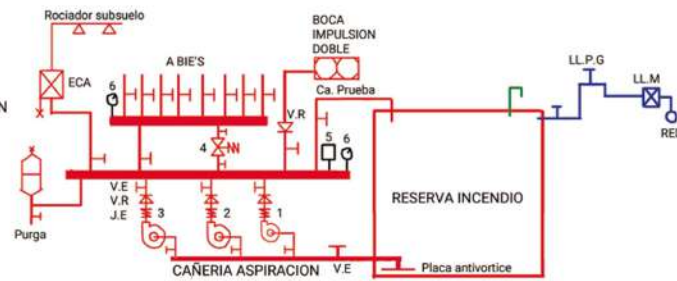 Rociador subsuelo
BOCA
IMPULSION
DOBLE
A BIE'S
ECA
6
Ca. Prueba
LL.P.G
LL.M
N
V.R
4
5
6
RE
V.E
V.R
J.E
3
2
1
RESERVA INCENDIO
Purga
CAÑERIA ASPIRACION
V.E
Placa antivortice